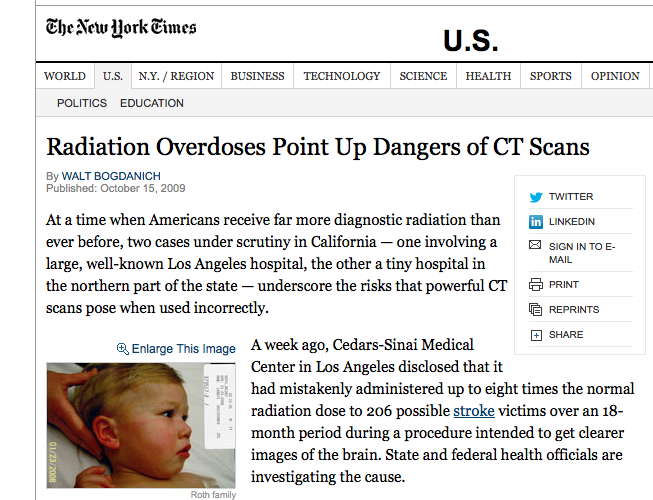 The New York Times
U.S.
WORLD U.S. N.Y. / REGION BUSINESS TECHNOLOGY SCIENCE HEALTH SPORTS OPINION
POLITICS EDUCATION
Radiation Overdoses Point Up Dangers of CT Scans
By WALT BOGDANICH
Published: October 15, 2009
At a time when Americans receive far more diagnostic radiation than
ever before, two cases under scrutiny in California — one involving a
large, well-known Los Angeles hospital, the other a tiny hospital in
the northern part of the state — underscore the risks that powerful CT
scans pose when used incorrectly.
TWITTER
LINKEDIN
SIGN IN TO E-
MAIL
PRINT
REPRINTS
SHARE
Enlarge This Image
01/23/2008
Roth family
A week ago, Cedars-Sinai Medical
Center in Los Angeles disclosed that it
had mistakenly administered up to eight times the normal
radiation dose to 206 possible stroke victims over an 18-
month period during a procedure intended to get clearer
images of the brain. State and federal health officials are
investigating the cause.